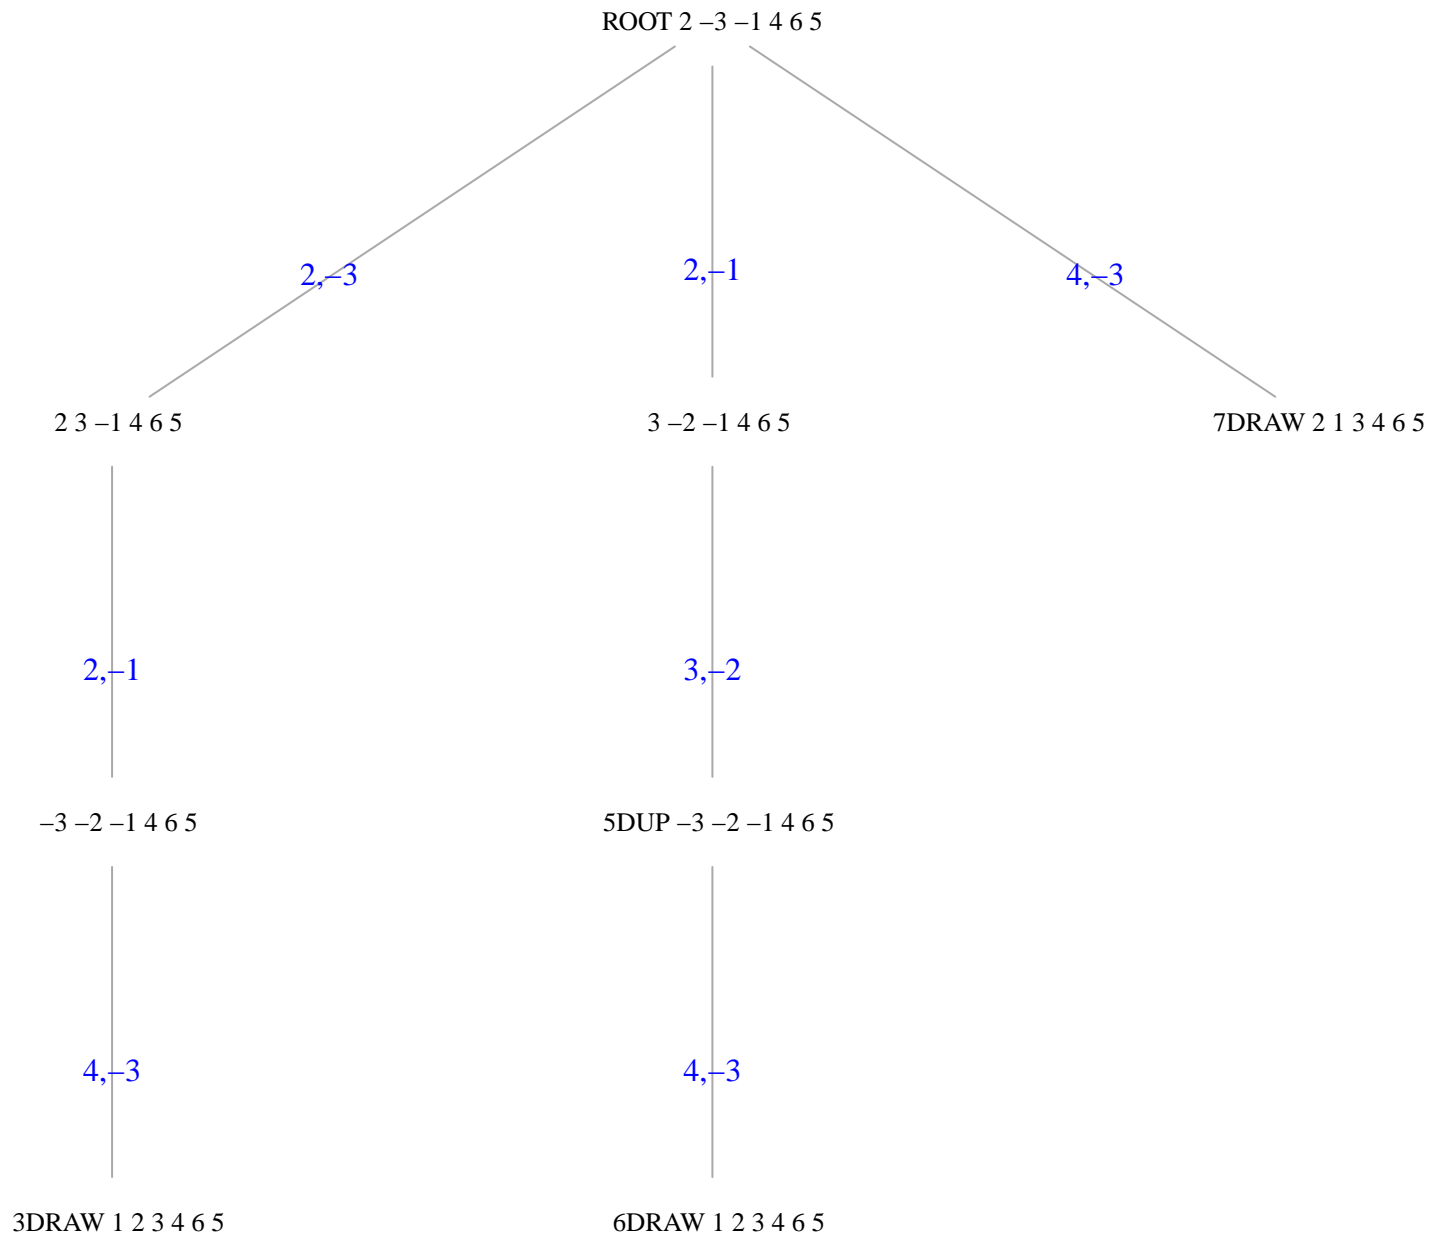 ROOT 2 –3 –1 4 6 5
2,–3
2,–1
4,–3
2 3 –1 4 6 5
3 –2 –1 4 6 5
7DRAW 2 1 3 4 6 5
2,–1
3,–2
–3 –2 –1 4 6 5
5DUP –3 –2 –1 4 6 5
4,–3
4,–3
3DRAW 1 2 3 4 6 5
6DRAW 1 2 3 4 6 5